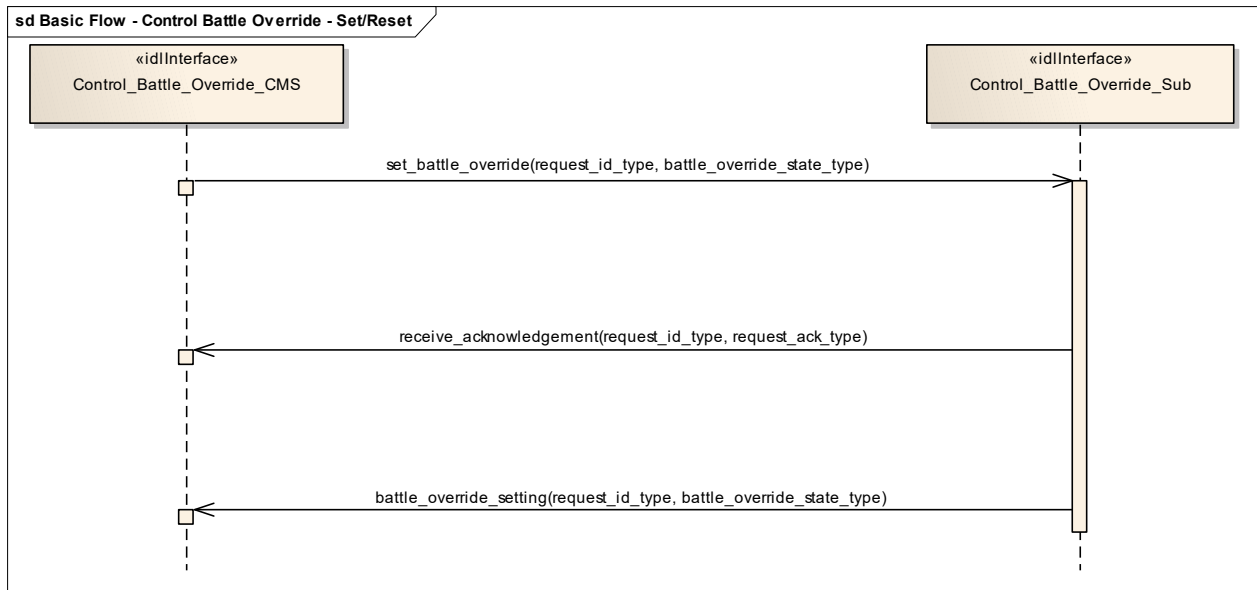 sd Basic Flow - Control Battle Override - Set/Reset
«idlInterface»
Control_Battle_Override_CMS
«idlInterface»
Control_Battle_Override_Sub
set_battle_override(request_id_type, battle_override_state_type)
receive_acknowledgement(request_id_type, request_ack_type)
battle_override_setting(request_id_type, battle_override_state_type)